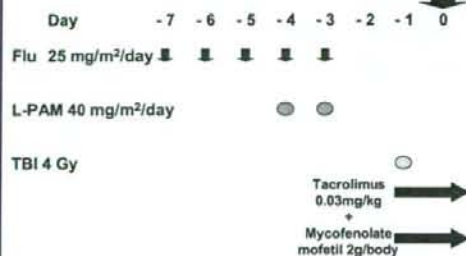 Day -7 -6 -5 -4 -3 -2 -1 0
Flu 25 mg/m²/day
L-PAM 40 mg/m²/day
TBI 4 Gy
Tacrolimus
0.03mg/kg
+
Mycofenolate
mofetil 2g/body